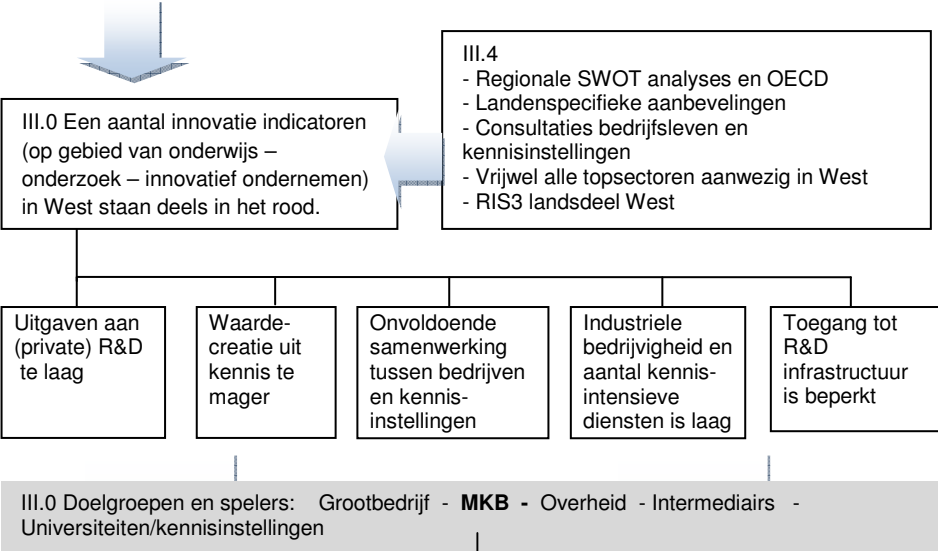 III.4
- Regionale SWOT analyses en OECD
- Landenspecifieke aanbevelingen
- Consultaties bedrijfsleven en
kennisinstellingen
- Vrijwel alle topsectoren aanwezig in West
- RIS3 landsdeel West
III.0 Een aantal innovatie indicatoren
(op gebied van onderwijs –
onderzoek – innovatief ondernemen)
in West staan deels in het rood.
Uitgaven aan
(private) R&D
te laag
Waarde-
creatie uit
kennis te
mager
Onvoldoende
samenwerking
tussen bedrijven
en kennis-
instellingen
Industriele
bedrijvigheid en
aantal kennis-
intensieve
diensten is laag
Toegang tot
R&D
infrastructuur
is beperkt
III.0 Doelgroepen en spelers: Grootbedrijf - MKB - Overheid - Intermediairs -
Universiteiten/kennisinstellingen